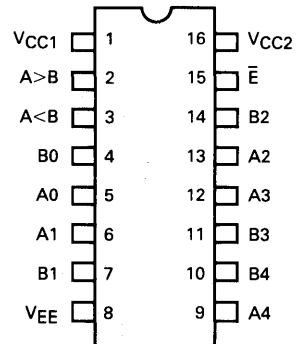 VCC1 1 16 VCC2
A>B 2 15 E̅
A<B 3 14 B2
B0 4 13 A2
A0 5 12 A3
A1 6 11 B3
B1 7 10 B4
VEE 8 9 A4